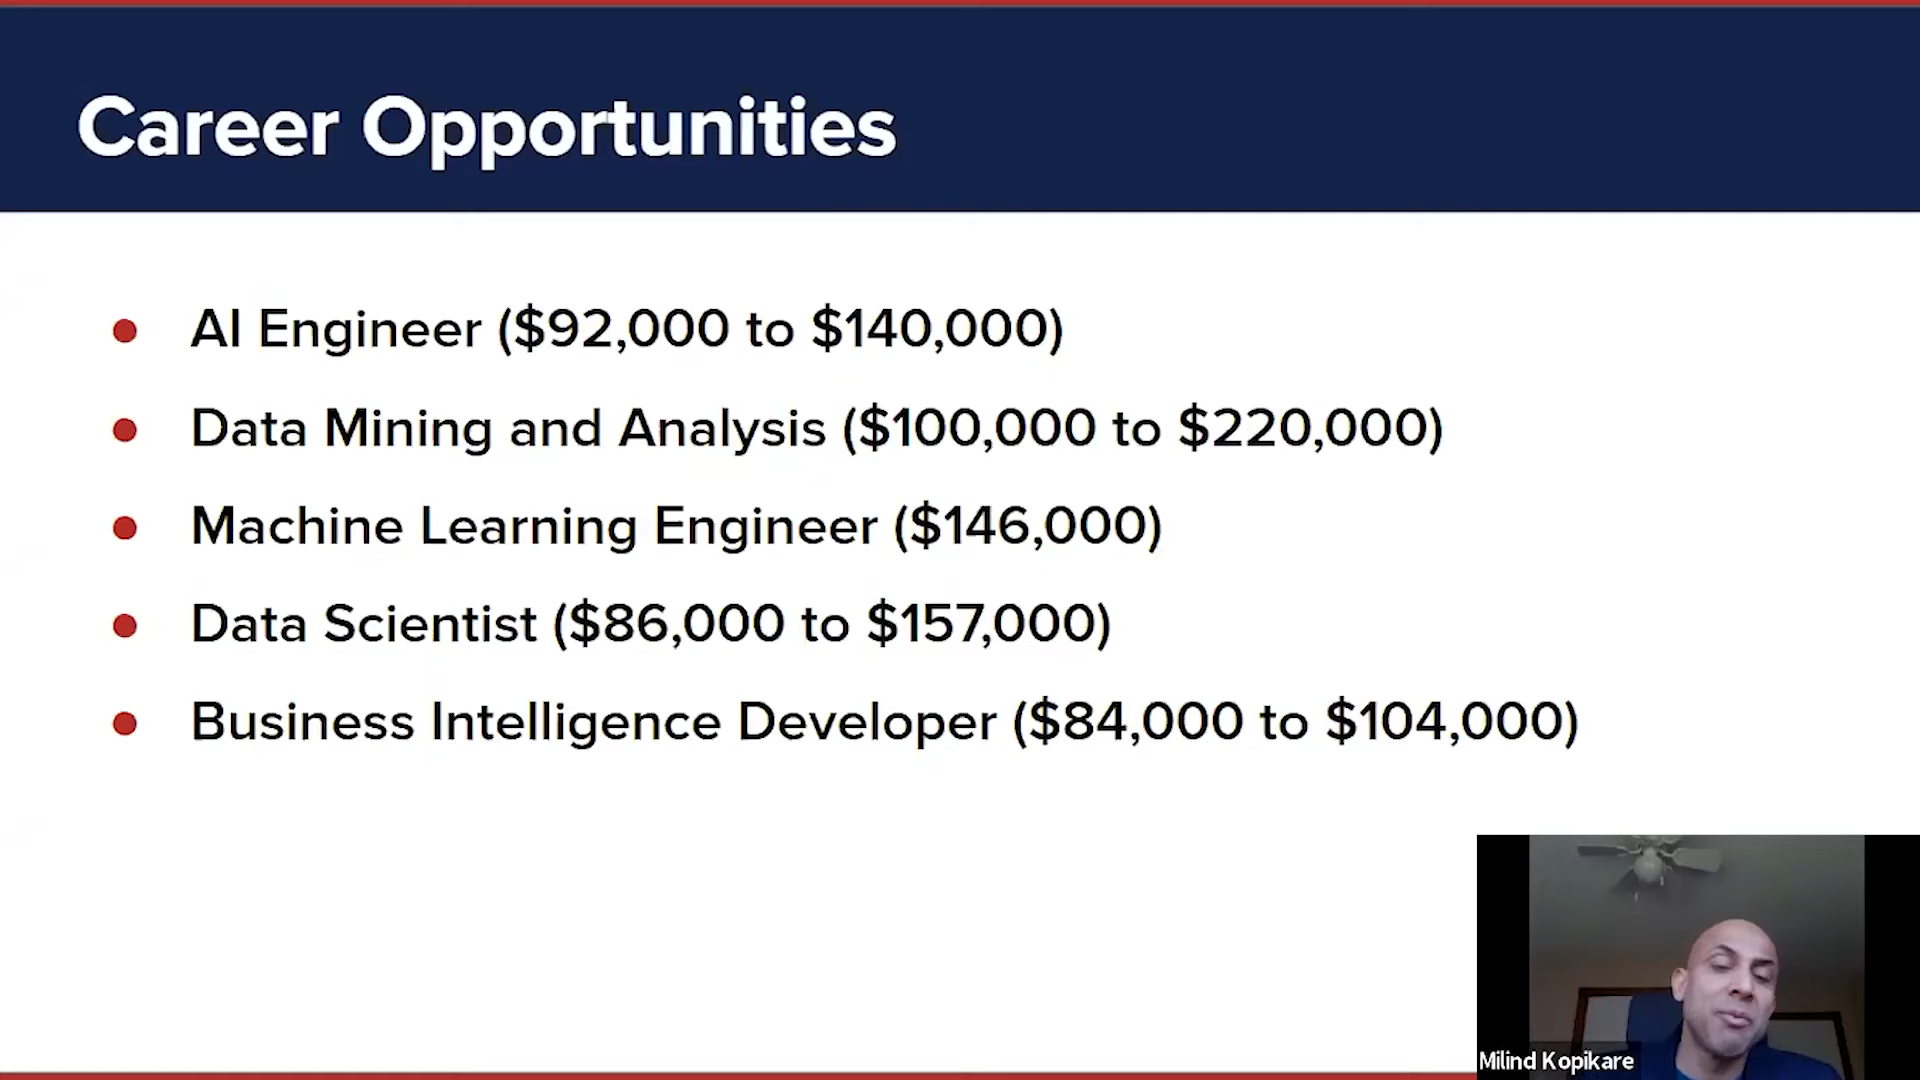 Career Opportunities
AI Engineer ($92,000 to $140,000)
Data Mining and Analysis ($100,000 to $220,000)
Machine Learning Engineer ($146,000)
Data Scientist ($86,000 to $157,000)
Business Intelligence Developer ($84,000 to $104,000)
Milind Kopikare